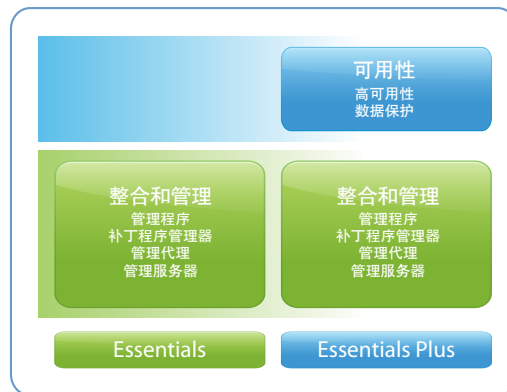 可用性
高可用性
数据保护
整合和管理
管理程序
补丁程序管理器
管理代理
管理服务器
整合和管理
管理程序
补丁程序管理器
管理代理
管理服务器
Essentials
Essentials Plus